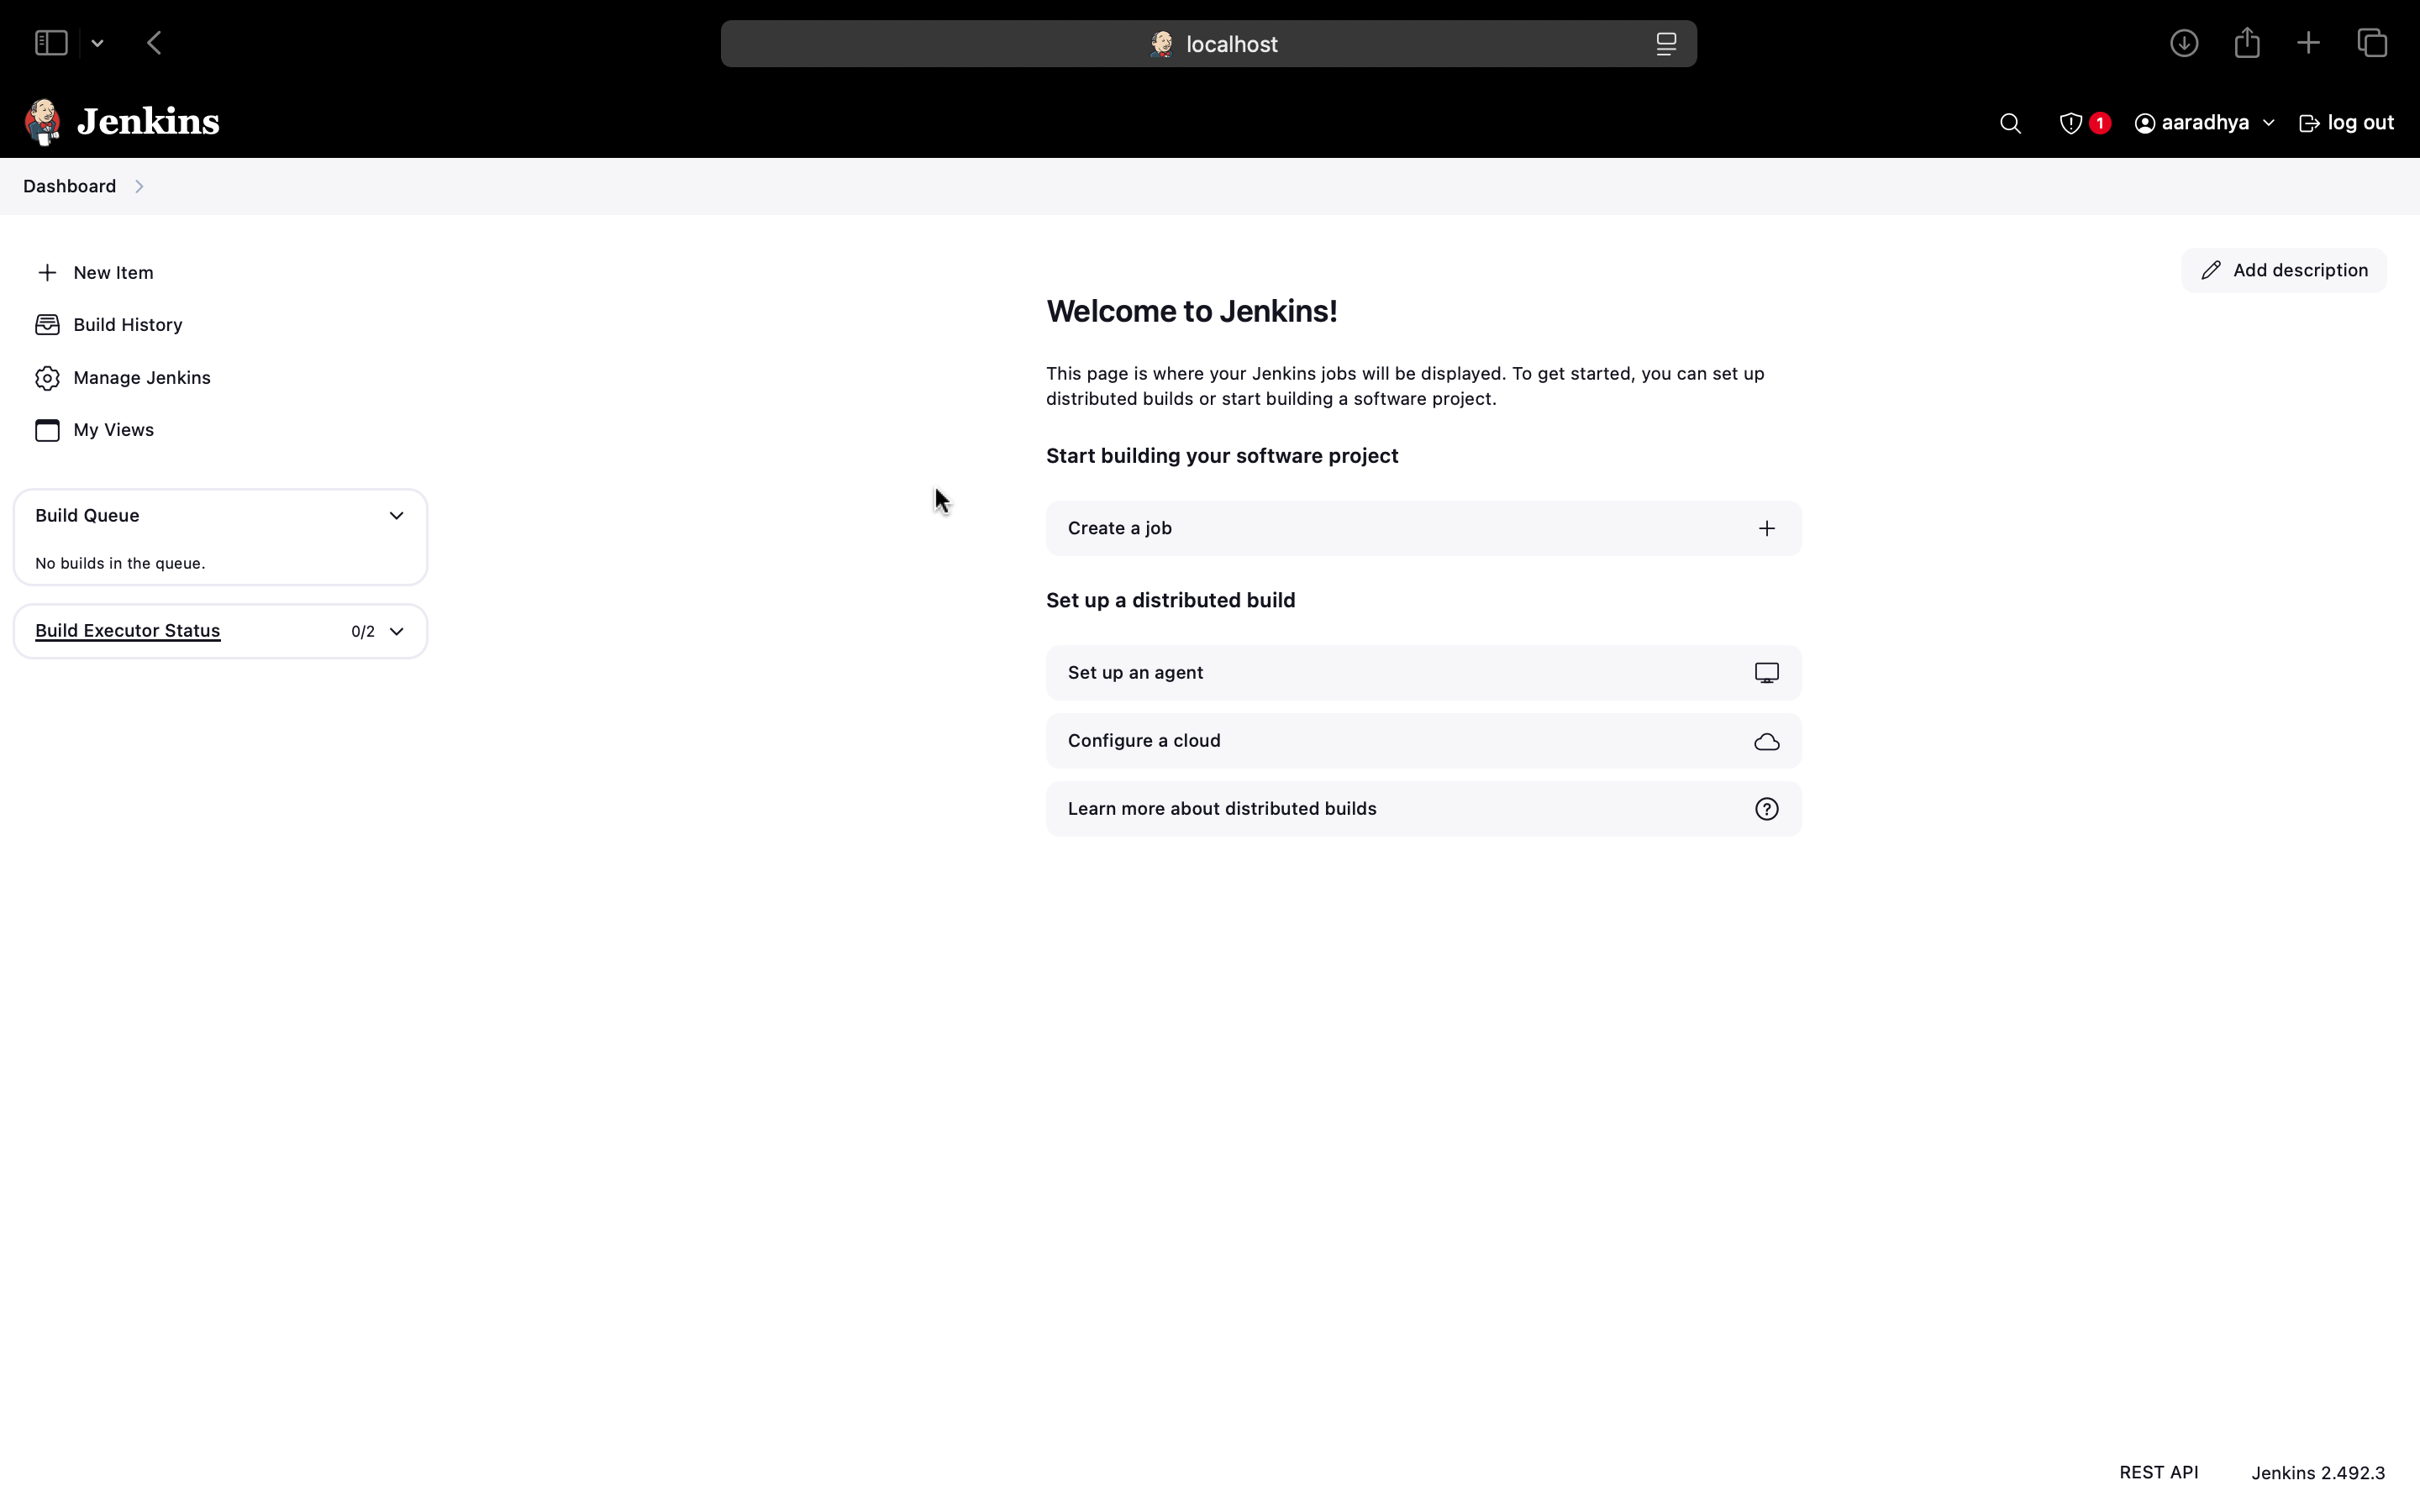 localhost
Jenkins
1
aaradhya
log out
Dashboard
New Item
Build History
Manage Jenkins
My Views
Build Queue
No builds in the queue.
Build Executor Status
0/2
Add description
Welcome to Jenkins!
This page is where your Jenkins jobs will be displayed. To get started, you can set up
distributed builds or start building a software project.
Start building your software project
Create a job
Set up a distributed build
Set up an agent
Configure a cloud
Learn more about distributed builds
REST API
Jenkins 2.492.3